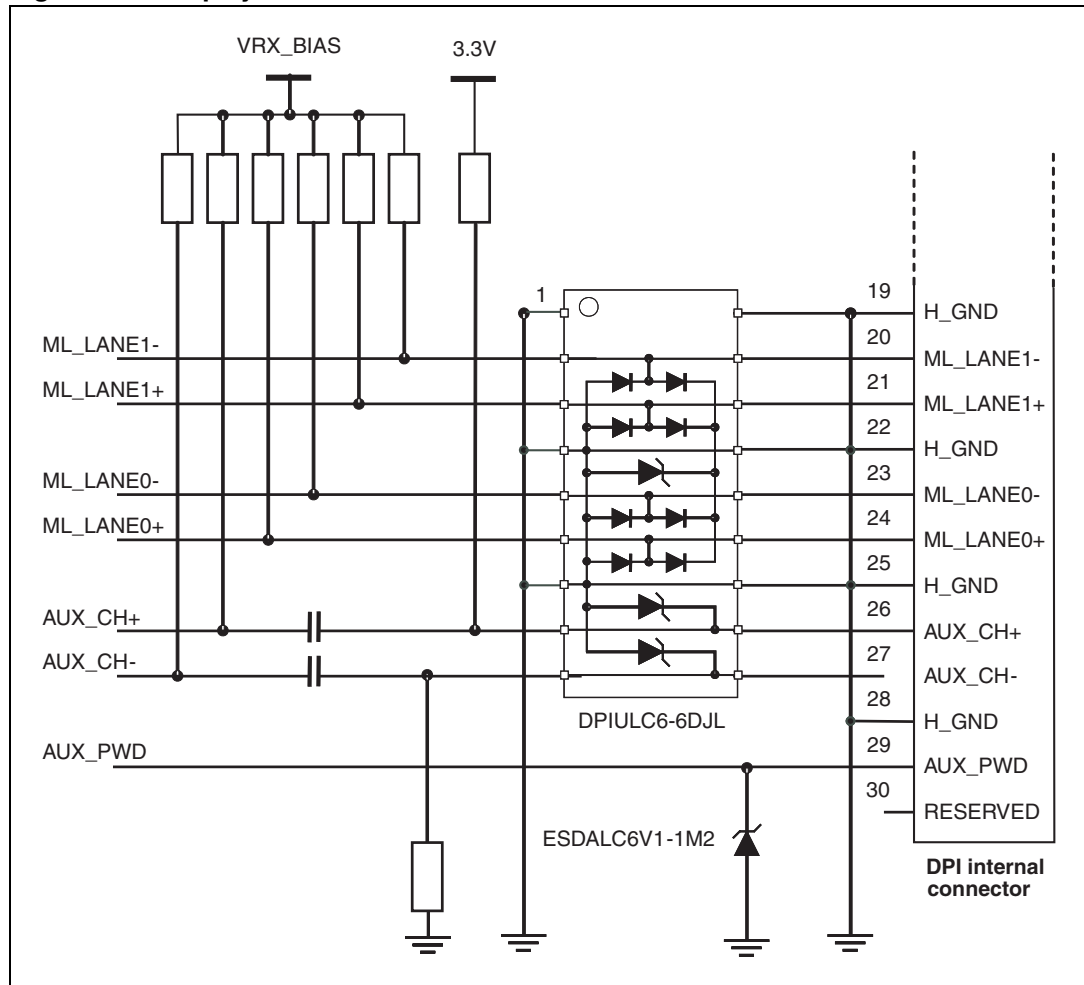 VRX_BIAS
3.3V
1
19
H_GND
20
ML_LANE1-
ML_LANE1-
21
ML_LANE1+
ML_LANE1+
22
H_GND
23
ML_LANE0-
ML_LANE0-
24
ML_LANE0+
ML_LANE0+
25
H_GND
26
AUX_CH+
AUX_CH+
27
AUX_CH-
AUX_CH-
28
DPIULC6-6DJL
H_GND
29
AUX_PWD
AUX_PWD
30
RESERVED
ESDALC6V1-1M2
DPI internal
connector